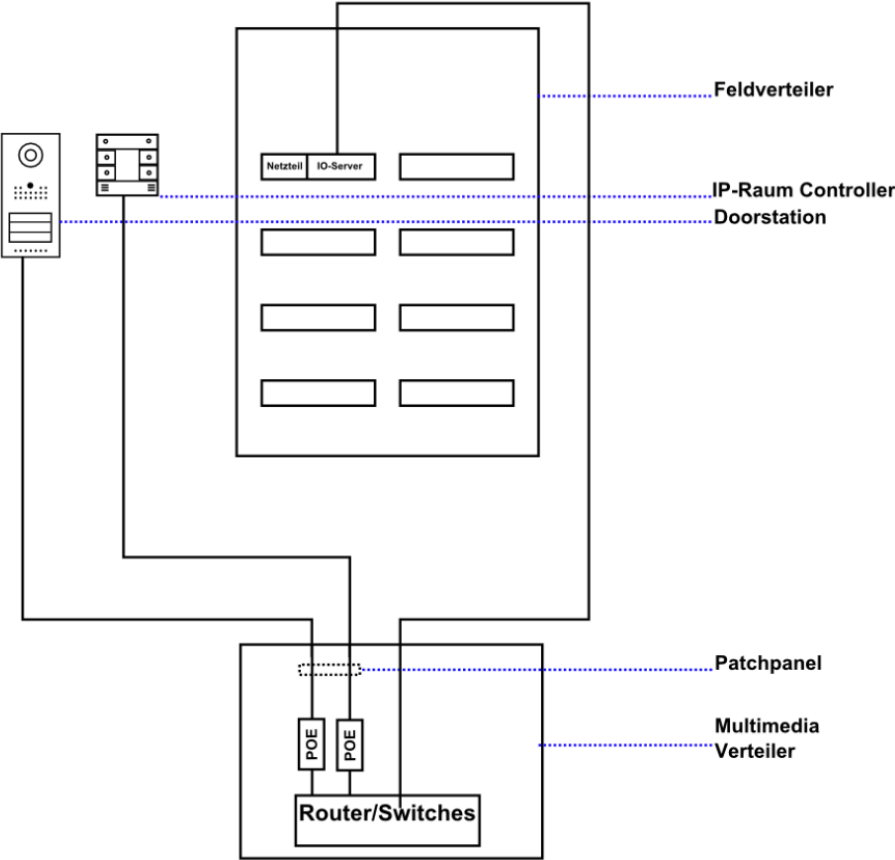 Feldverteiler
Netzteil IO-Server
IP-Raum Controller
Doorstation
Patchpanel
Multimedia
Verteiler
POE POE
Router/Switches